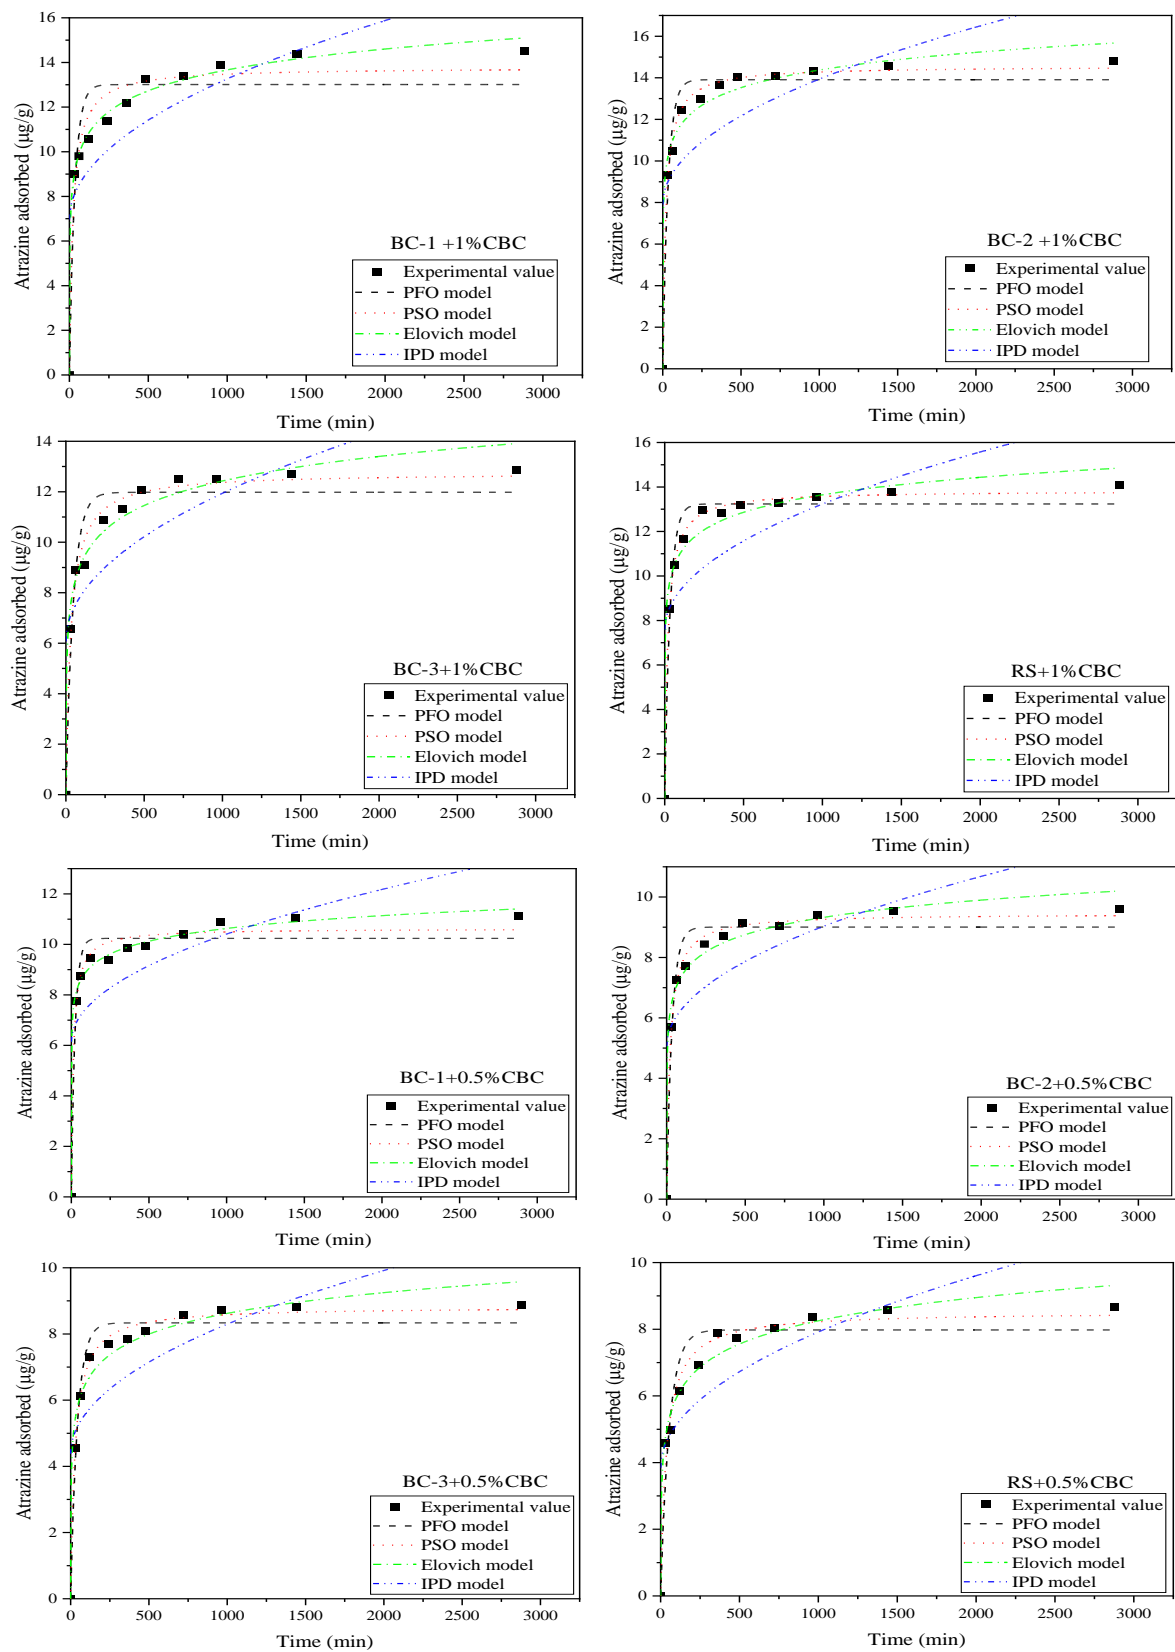 Atrazine adsorbed (μg/g)
16
14
12
10
8
6
4
2
0
BC-1 +1%CBC
Experimental value
PFO model
PSO model
Elovich model
IPD model
0 500 1000 1500 2000 2500 3000
Time (min)
Atrazine adsorbed (μg/g)
18
16
14
12
10
8
6
4
2
0
BC-2 +1%CBC
Experimental value
PFO model
PSO model
Elovich model
IPD model
0 500 1000 1500 2000 2500 3000
Time (min)
Atrazine adsorbed (μg/g)
14
12
10
8
6
4
2
0
BC-3+1%CBC
Experimental value
PFO model
PSO model
Elovich model
IPD model
0 500 1000 1500 2000 2500 3000
Time (min)
Atrazine adsorbed (μg/g)
16
14
12
10
8
6
4
2
0
RS+1%CBC
Experimental value
PFO model
PSO model
Elovich model
IPD model
0 500 1000 1500 2000 2500 3000
Time (min)
Atrazine adsorbed (μg/g)
12
10
8
6
4
2
0
BC-1+0.5%CBC
Experimental value
PFO model
PSO model
Elovich model
IPD model
0 500 1000 1500 2000 2500 3000
Time (min)
Atrazine adsorbed (μg/g)
10
8
6
4
2
0
BC-2+0.5%CBC
Experimental value
PFO model
PSO model
Elovich model
IPD model
0 500 1000 1500 2000 2500 3000
Time (min)
Atrazine adsorbed (μg/g)
10
8
6
4
2
0
BC-3+0.5%CBC
Experimental value
PFO model
PSO model
Elovich model
IPD model
0 500 1000 1500 2000 2500 3000
Time (min)
Atrazine adsorbed (μg/g)
10
8
6
4
2
0
RS+0.5%CBC
Experimental value
PFO model
PSO model
Elovich model
IPD model
0 500 1000 1500 2000 2500 3000
Time (min)